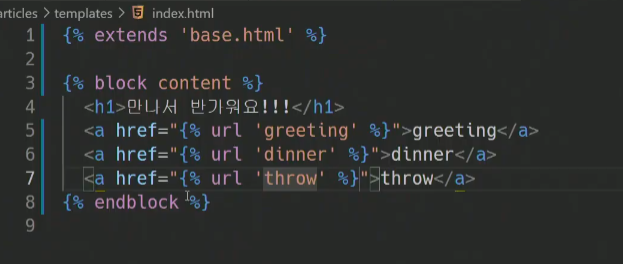 articles > templates > index.html
1 {% extends 'base.html' %}
2
3 {% block content %}
4 <h1>만나서 반가워요!!!</h1>
5 <a href="{% url 'greeting' %}">greeting</a>
6 <a href="{% url 'dinner' %}">dinner</a>
7 <a href="{% url 'throw' %}">throw</a>
8 {% endblock %}
9